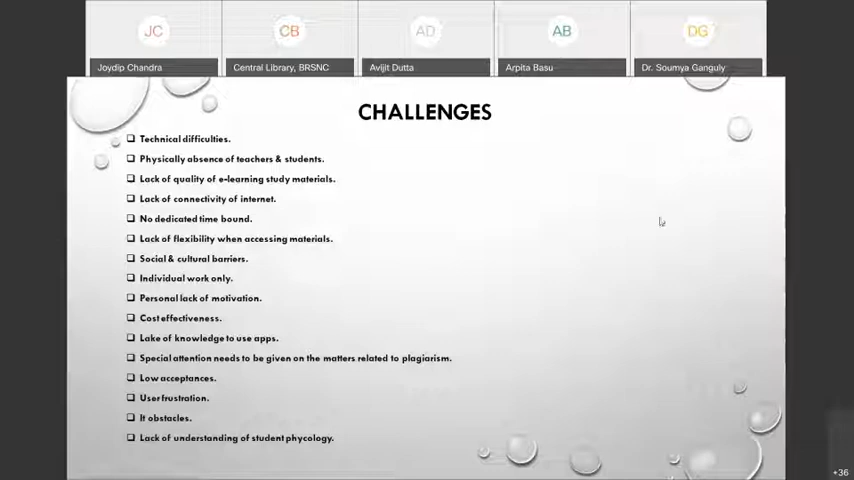 JC
CB
AD
AB
DG
Joydip Chandra
Central Library, BRSNC
Avijit Dutta
Arpita Basu
Dr. Soumya Ganguly
CHALLENGES
Technical difficulties.
Physically absence of teachers & students.
Lack of quality of e-learning study materials.
Lack of connectivity of internet.
No dedicated time bound.
Lack of flexibility when accessing materials.
Social & cultural barriers.
Individual work only.
Personal lack of motivation.
Cost effectiveness.
Lake of knowledge to use apps.
Special attention needs to be given on the matters related to plagiarism.
Low acceptances.
User frustration.
It obstacles.
Lack of understanding of student phycology.
+36